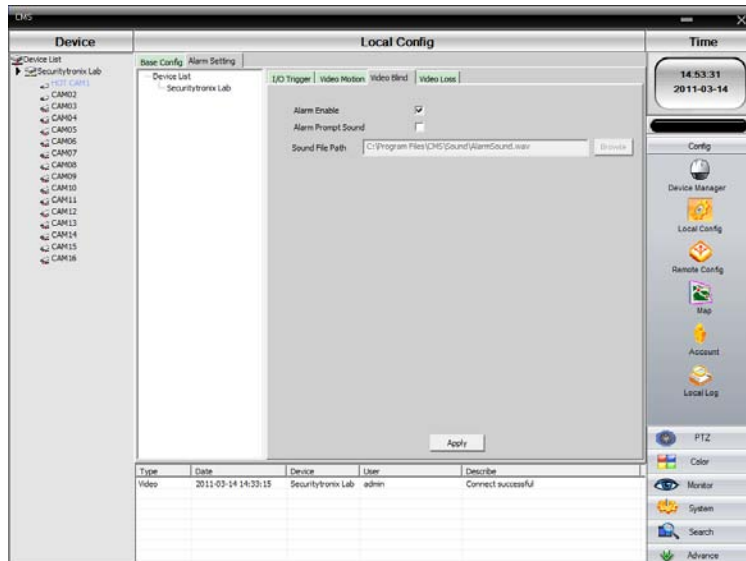 CMS
Device
Local Config
Time
Device List
Securitytronix Lab
HOT CAM1
CAM02
CAM03
CAM04
CAM05
CAM06
CAM07
CAM08
CAM09
CAM10
CAM11
CAM12
CAM13
CAM14
CAM15
CAM16
Base Config Alarm Setting
Device List
Securitytronix Lab
I/O Trigger Video Motion Video Blind Video Loss
Alarm Enable
Alarm Prompt Sound
Sound File Path C:\Program Files\CMS\Sound\AlarmSound.wav Browse
Apply
Type Date Device User Describe
Video 2011-03-14 14:33:15 Securitytronix Lab admin Connect successful
14:53:31
2011-03-14
Config
Device Manager
Local Config
Remote Config
Map
Account
Local Log
PTZ
Color
Monitor
System
Search
Advance